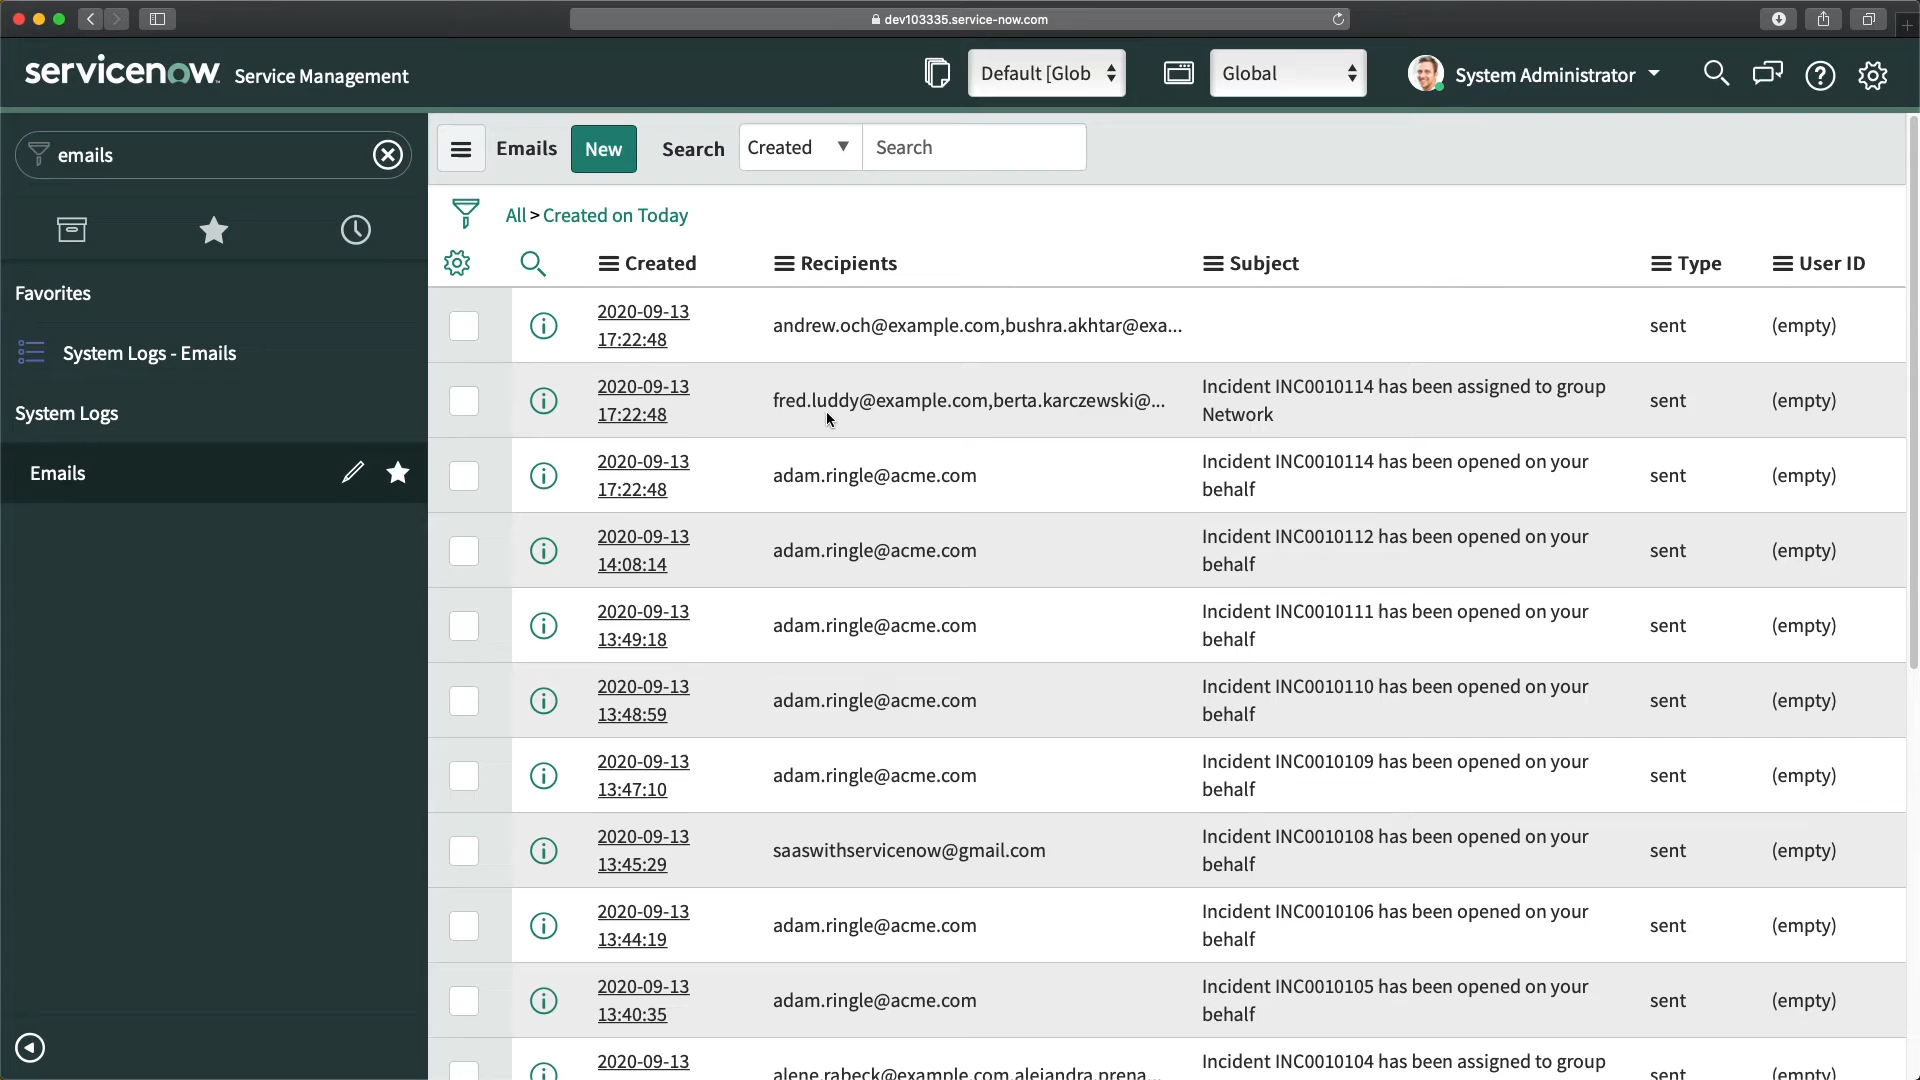 dev103335.service-now.com
servicenow Service Management
Default [Glob
Global
System Administrator
emails
Emails
New
Search
Created
Search
All > Created on Today
Created
Recipients
Subject
Type
User ID
Favorites
System Logs - Emails
System Logs
Emails
2020-09-13
17:22:48
andrew.och@example.com,bushra.akhtar@exa...
sent
(empty)
2020-09-13
17:22:48
fred.luddy@example.com,berta.karczewski@...
Incident INC0010114 has been assigned to group
Network
sent
(empty)
2020-09-13
17:22:48
adam.ringle@acme.com
Incident INC0010114 has been opened on your
behalf
sent
(empty)
2020-09-13
14:08:14
adam.ringle@acme.com
Incident INC0010112 has been opened on your
behalf
sent
(empty)
2020-09-13
13:49:18
adam.ringle@acme.com
Incident INC0010111 has been opened on your
behalf
sent
(empty)
2020-09-13
13:48:59
adam.ringle@acme.com
Incident INC0010110 has been opened on your
behalf
sent
(empty)
2020-09-13
13:47:10
adam.ringle@acme.com
Incident INC0010109 has been opened on your
behalf
sent
(empty)
2020-09-13
13:45:29
saaswithservicenow@gmail.com
Incident INC0010108 has been opened on your
behalf
sent
(empty)
2020-09-13
13:44:19
adam.ringle@acme.com
Incident INC0010106 has been opened on your
behalf
sent
(empty)
2020-09-13
13:40:35
adam.ringle@acme.com
Incident INC0010105 has been opened on your
behalf
sent
(empty)
2020-09-13
alene.rabeck@example.com,alejandra.prena...
Incident INC0010104 has been assigned to group
sent
(empty)